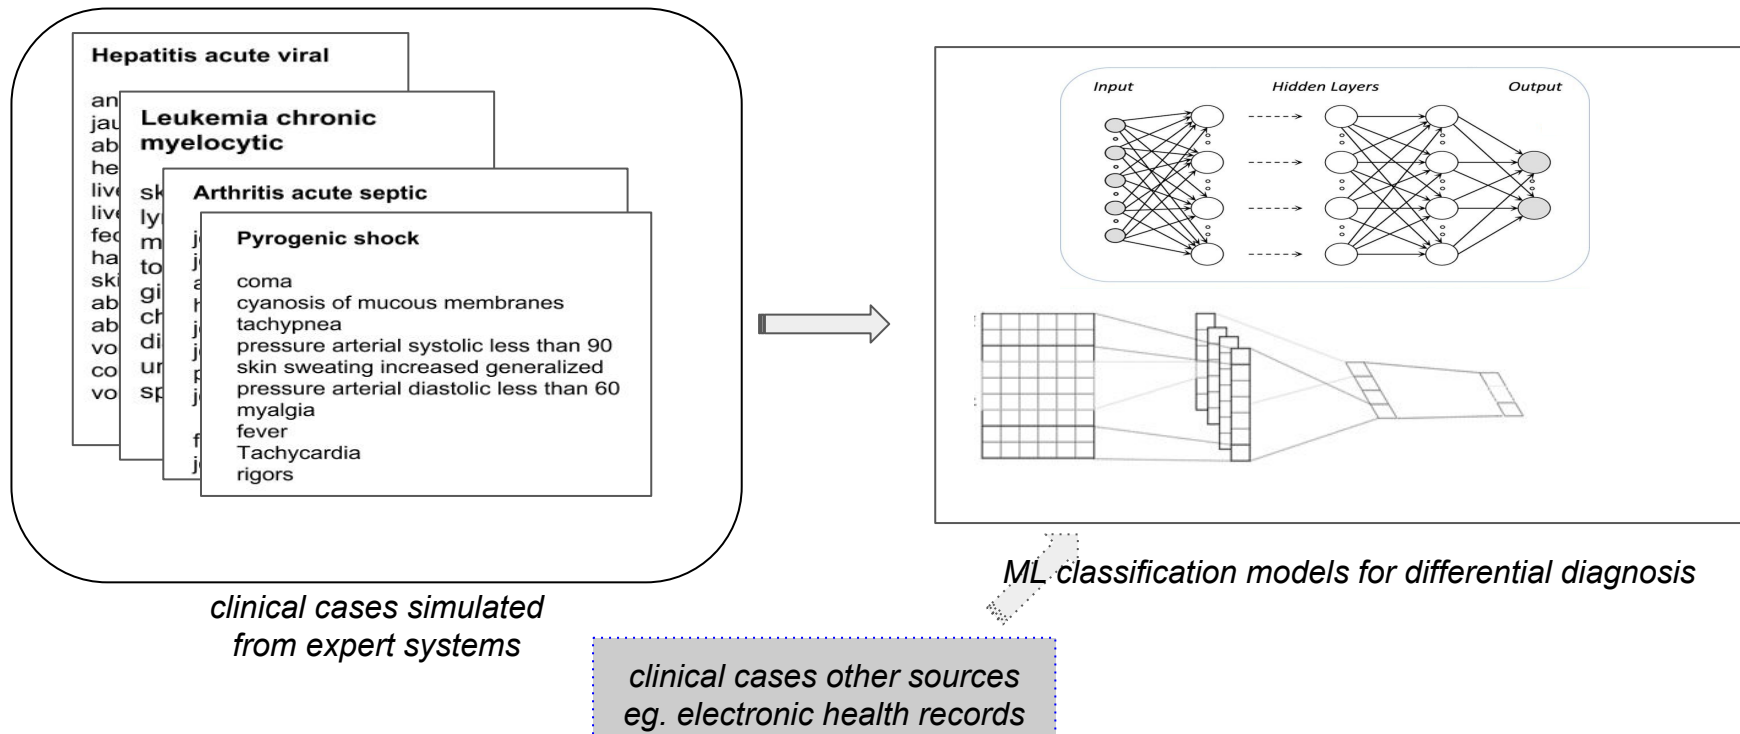 Hepatitis acute viral
Leukemia chronic
myelocytic
Arthritis acute septic
Pyrogenic shock
coma
cyanosis of mucous membranes
tachypnea
pressure arterial systolic less than 90
skin sweating increased generalized
pressure arterial diastolic less than 60
myalgia
fever
Tachycardia
rigors
clinical cases simulated
from expert systems
Input
Hidden Layers
Output
ML classification models for differential diagnosis
clinical cases other sources
eg. electronic health records